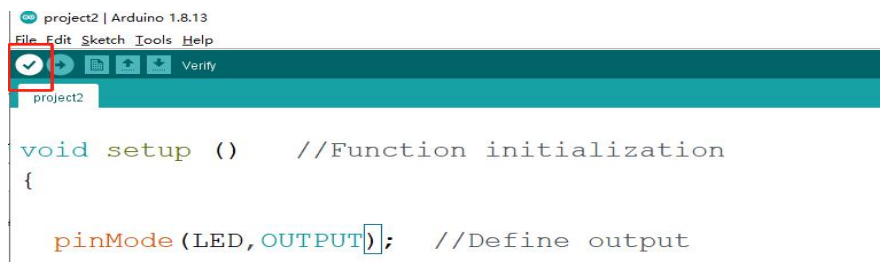 project2 | Arduino 1.8.13
File Edit Sketch Tools Help
Verify
project2
void setup () //Function initialization
{
pinMode(LED,OUTPUT); //Define output